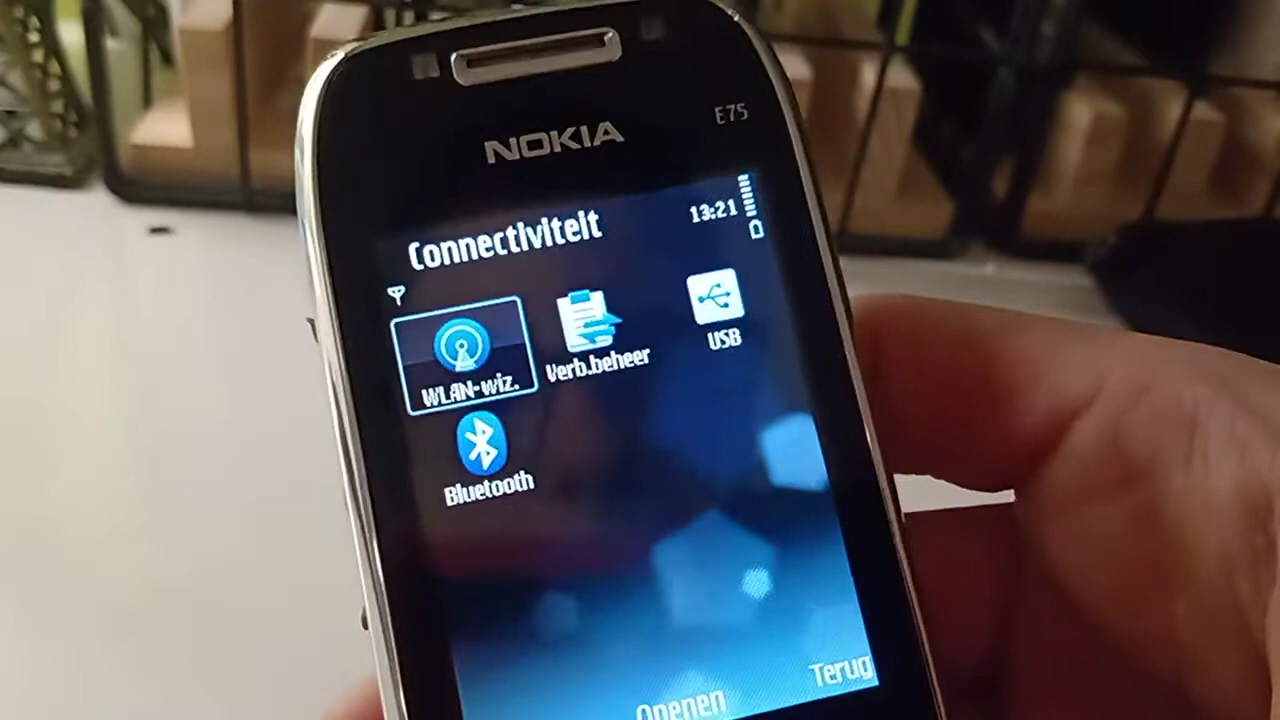 E75
NOKIA
Connectiviteit
13:21
WLAN-wiz.
Verb.beheer
USB
Bluetooth
Openen
Terug